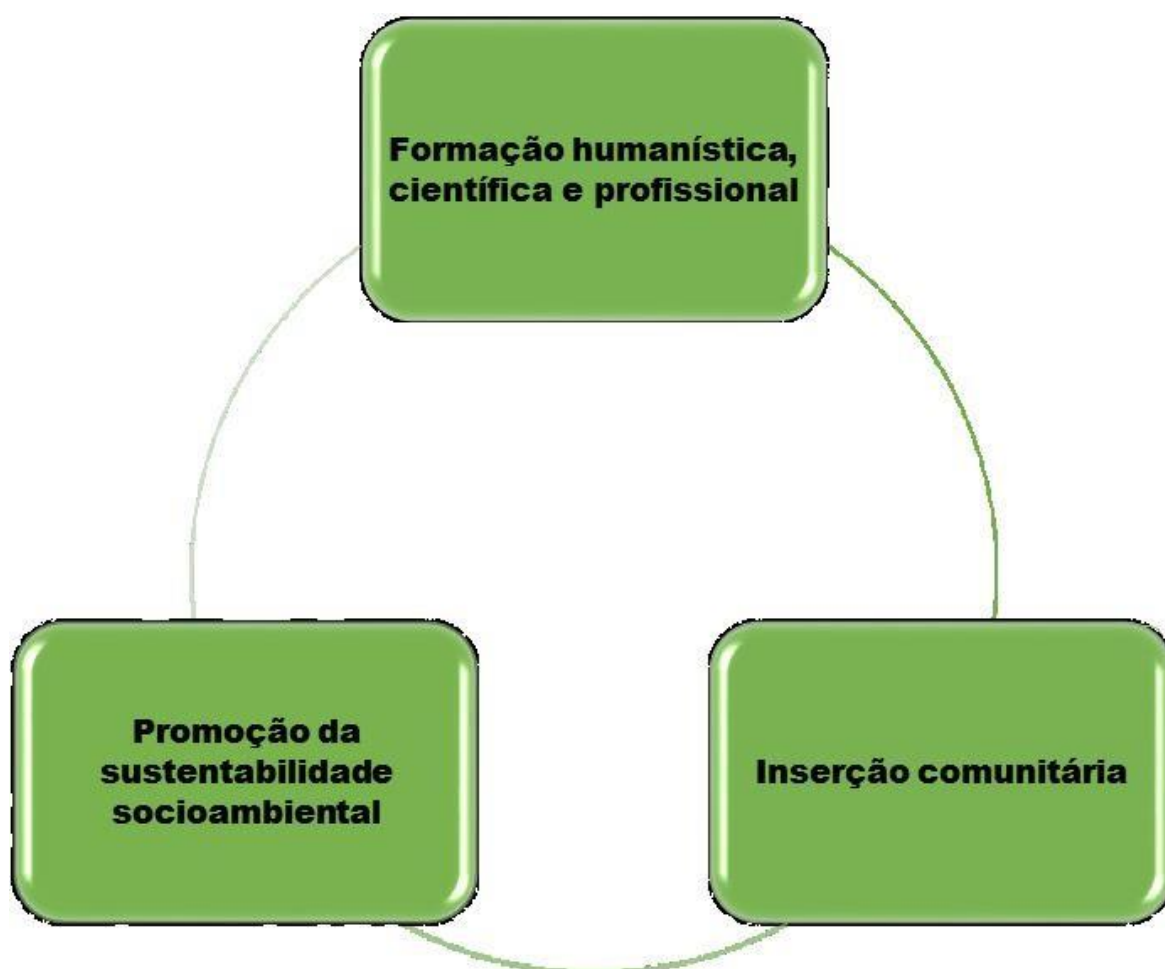 Formação humanística,
científica e profissional
Promoção da
sustentabilidade
socioambiental
Inserção comunitária